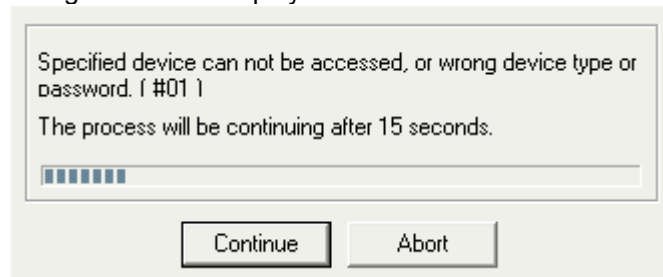 Specified device can not be accessed, or wrong device type or
password. ( #01 )
The process will be continuing after 15 seconds.
Continue Abort